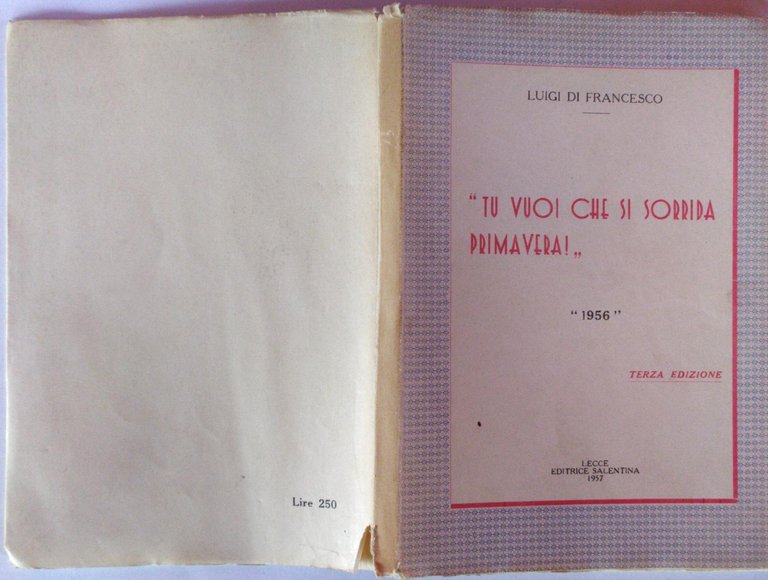 LUIGI DI FRANCESCO
“TU VUOI CHE SI SORRIDA
PRIMAVERA!„
“1956”
TERZA EDIZIONE
LECCE
EDITRICE SALENTINA
1957
Lire 250